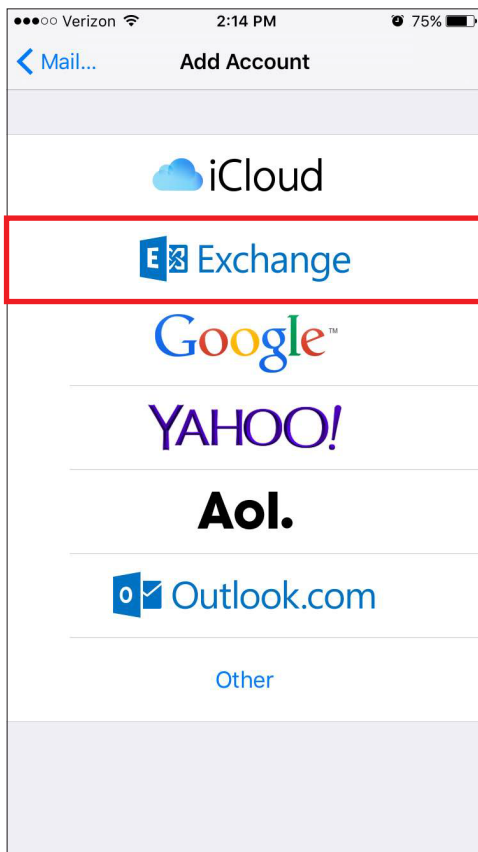 Verizon 2:14 PM 75%
Mail... Add Account
iCloud
E Exchange
Google™
YAHOO!
Aol.
o Outlook.com
Other